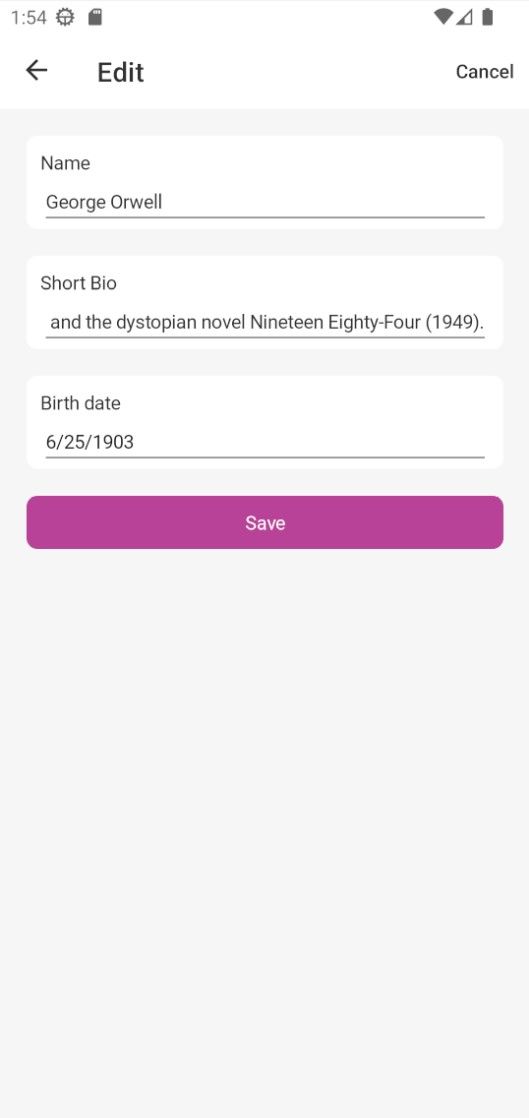 1:54
Edit
Cancel
Name
George Orwell
Short Bio
and the dystopian novel Nineteen Eighty-Four (1949).
Birth date
6/25/1903
Save